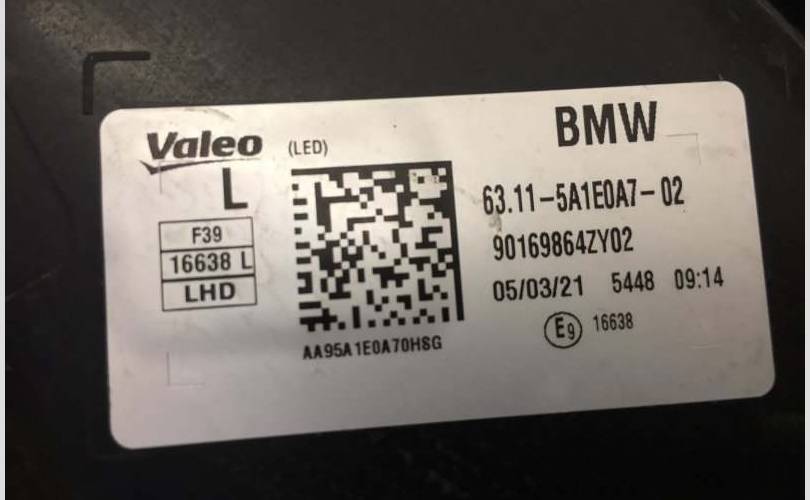 Valeo (LED)
BMW
L
63.11-5A1E0A7-02
F39
90169864ZY02
16638 L
LHD
05/03/21 5448 09:14
E9 16638
AA95A1E0A70HSG